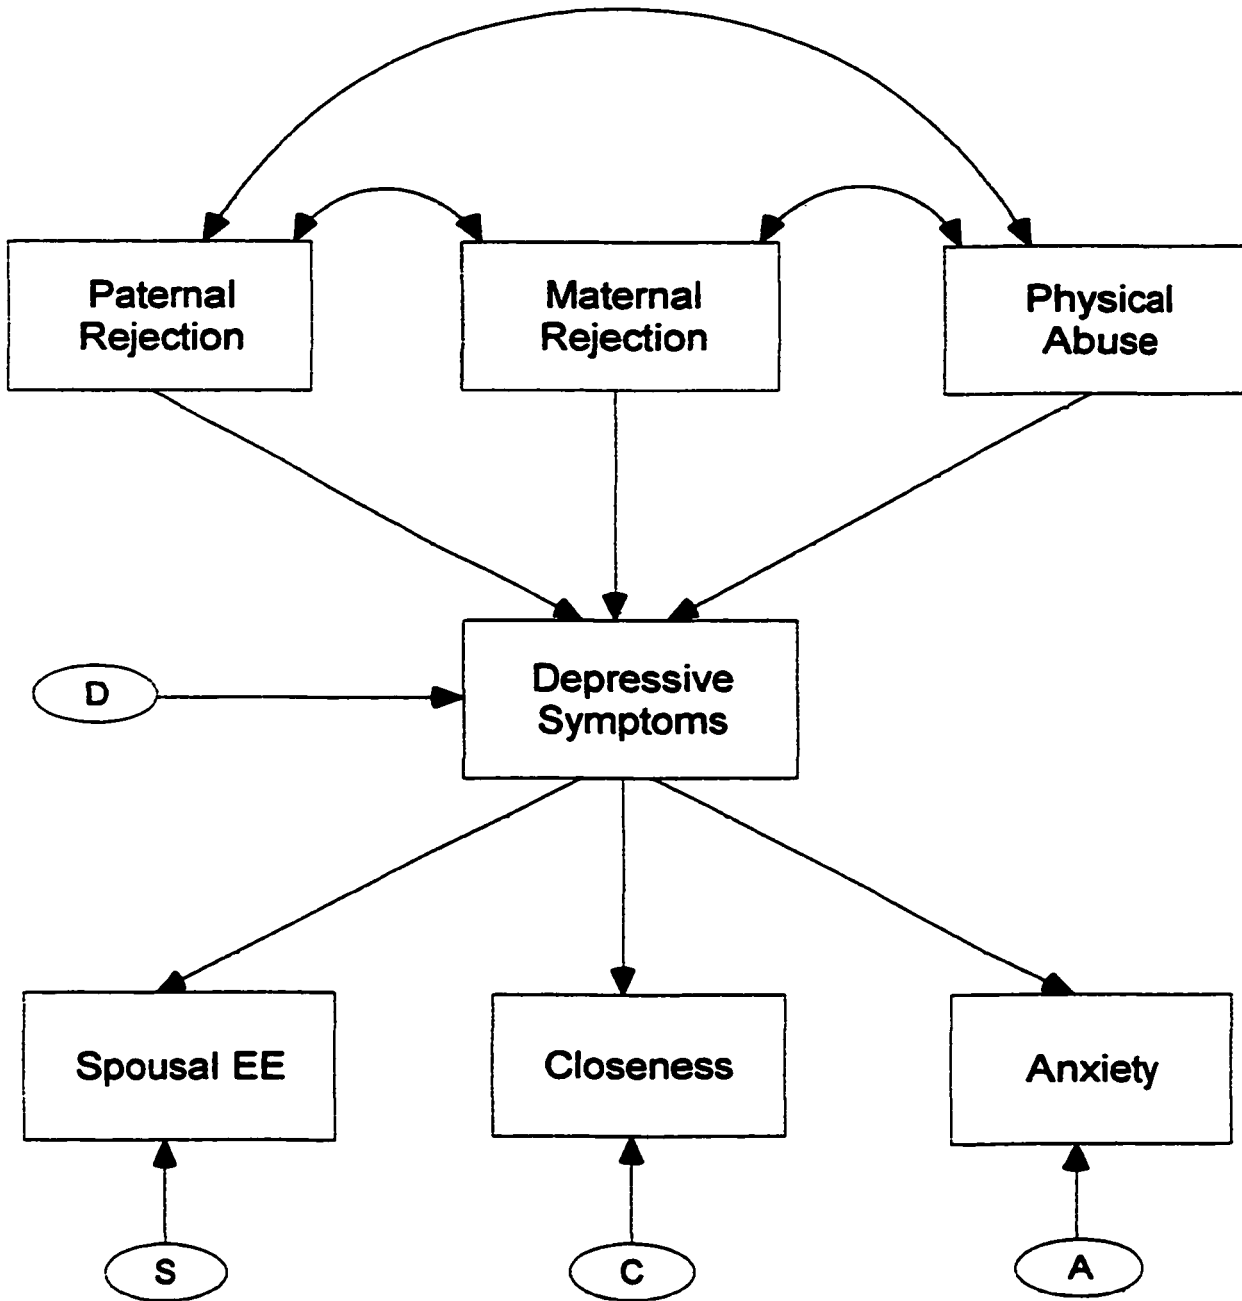 Paternal
Rejection
Maternal
Rejection
Physical
Abuse
D
Depressive
Symptoms
Spousal EE
Closeness
Anxiety
S
C
A